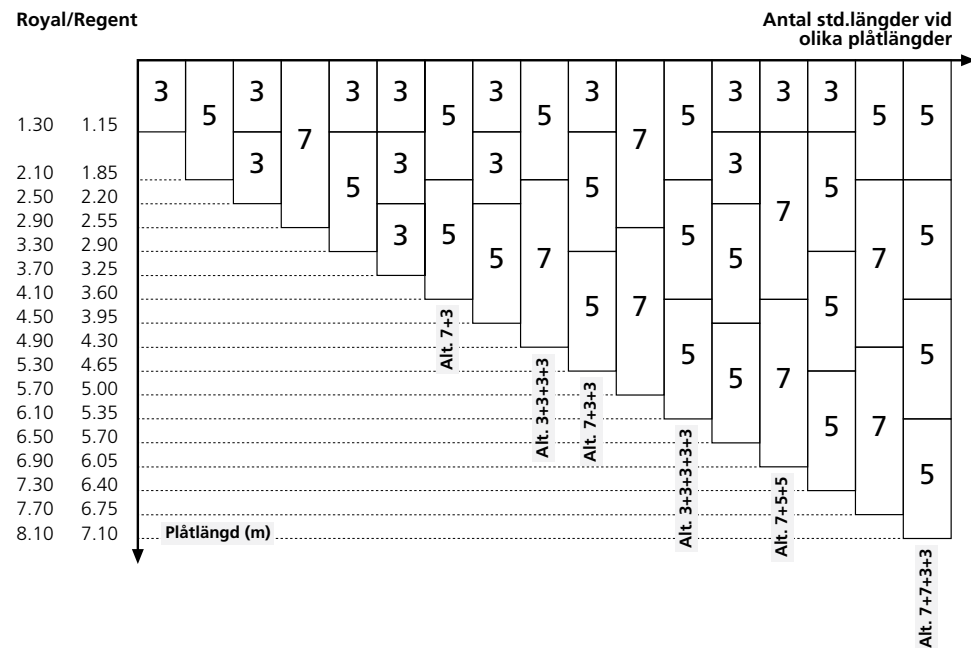 Royal/Regent
Antal std.längder vid
olika plåtlängder
3 3 3 3 3 3 3 3 3
5 5 5 5 5 5
1.30 1.15
7 7
3 3 3 3
2.10 1.85
5 5 5
2.50 2.20
7
2.90 2.55
3 5 5 5
3.30 2.90
5 7 5 7
3.70 3.25
4.10 3.60
5 7 5
4.50 3.95
Alt. 7+3
4.90 4.30
5 5
5.30 4.65
5 7
5.70 5.00
Alt. 3+3+3+3
Alt. 7+3+3
6.10 5.35
5 7
6.50 5.70
6.90 6.05
5
7.30 6.40
Alt. 3+3+3+3+3
Alt. 7+5+5
7.70 6.75
8.10 7.10 Plåtlängd (m)
Alt. 7+7+3+3